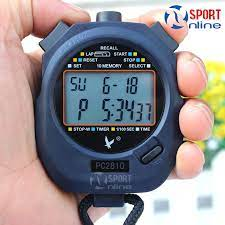 SPORT
Online
RECALL
LAP START
RESET STOP
SET 10 MEMORY SELECT
SU 6-18
P 5:34 37
STOP-W TIMER 1/100 SEC TIME
PC2810
SPORT
Online